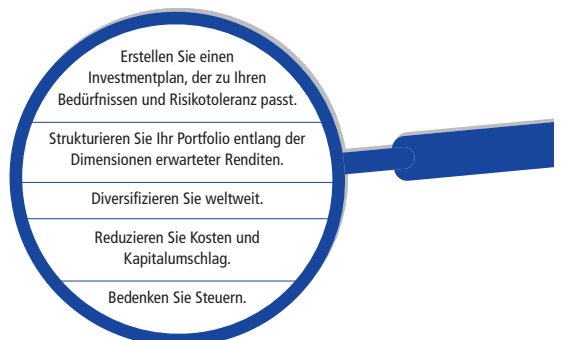 Erstellen Sie einen
Investmentplan, der zu Ihren
Bedürfnissen und Risikotoleranz passt.
Strukturieren Sie Ihr Portfolio entlang der
Dimensionen erwarteter Renditen.
Diversifizieren Sie weltweit.
Reduzieren Sie Kosten und
Kapitalumschlag.
Bedenken Sie Steuern.